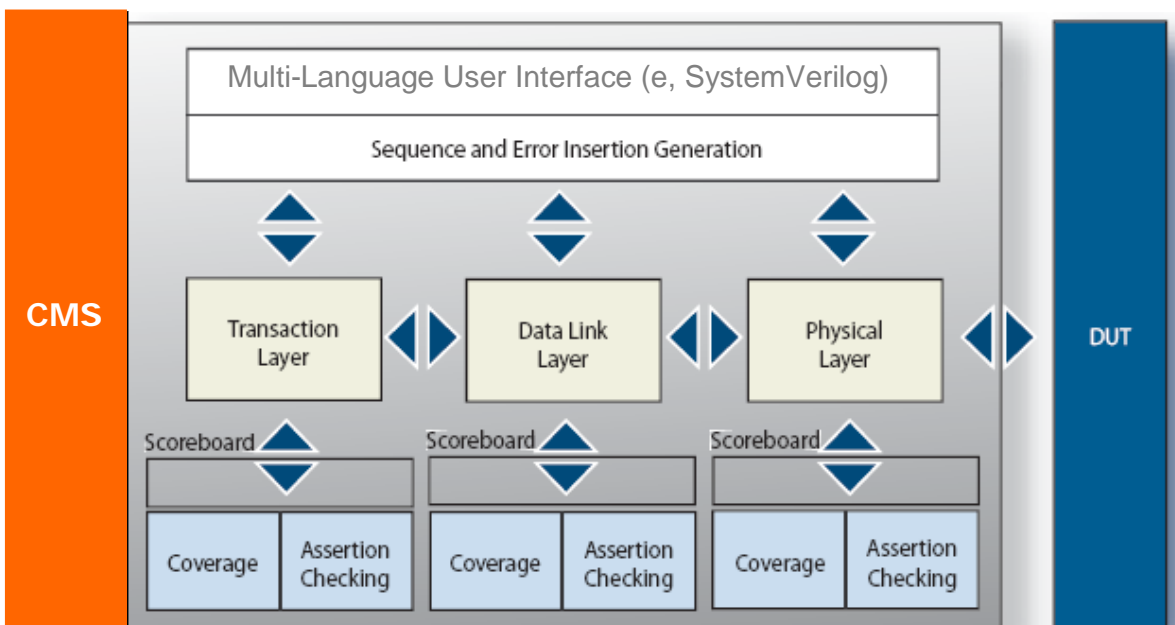 Multi-Language User Interface (e, SystemVerilog)
Sequence and Error Insertion Generation
CMS
Transaction
Layer
Data Link
Layer
Physical
Layer
DUT
Scoreboard
Scoreboard
Scoreboard
Coverage
Assertion
Checking
Coverage
Assertion
Checking
Coverage
Assertion
Checking